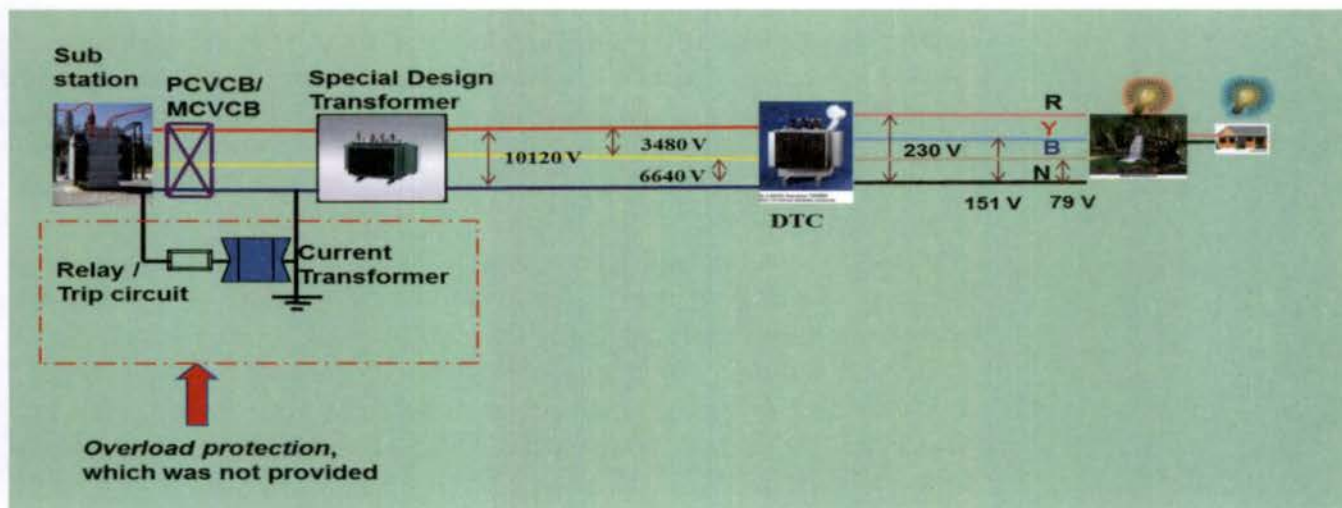 Sub
station
PCVCB/
MCVCB
Special Design
Transformer
10120 V
3480 V
6640 V
DTC
230 V
R
Y
B
N
151 V
79 V
Relay /
Trip circuit
Current
Transformer
Overload protection,
which was not provided